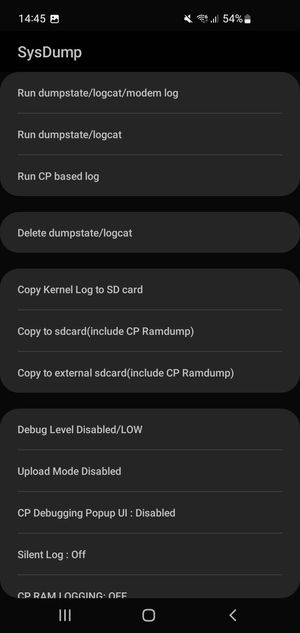 14:45 54%
SysDump
Run dumpstate/logcat/modem log
Run dumpstate/logcat
Run CP based log
Delete dumpstate/logcat
Copy Kernel Log to SD card
Copy to sdcard(include CP Ramdump)
Copy to external sdcard(include CP Ramdump)
Debug Level Disabled/LOW
Upload Mode Disabled
CP Debugging Popup UI : Disabled
Silent Log : Off
CP RAM LOGGING: OFF